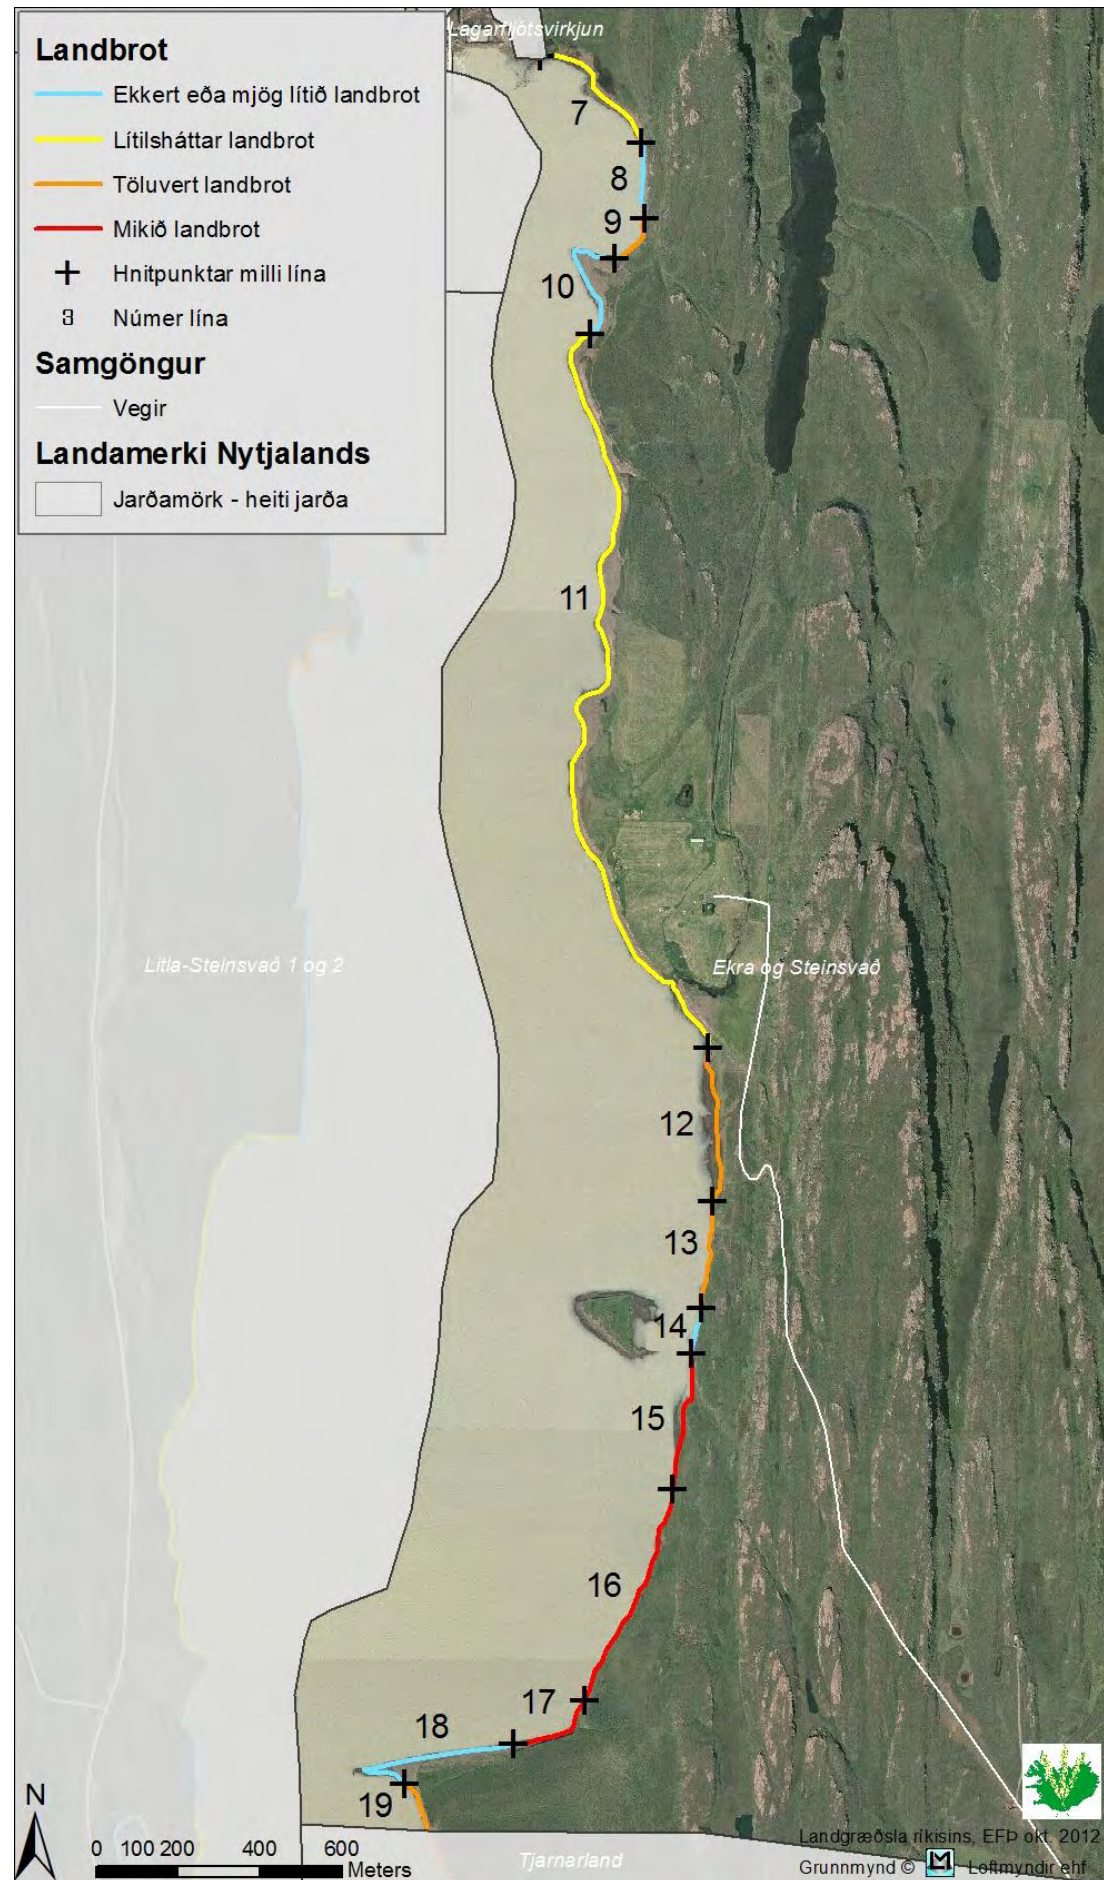 Landbrot
Ekkert eða mjög lítið landbrot
Lítilsháttar landbrot
Töluvert landbrot
Mikið landbrot
Hnitpunktar milli lína
3 Númer lína
Samgöngur
Vegir
Landamerki Nytjalands
Jarðamörk - heiti jarða
Lagarfljótsvirkjun
7
8
9
10
11
Litla-Steinsvað 1 og 2
Ekra og Steinsvað
12
13
14
15
16
17
18
19
N
0 100 200 400 600
Meters
Tjarnarland
Landgræðsla ríkisins, EFÞ okt. 2012
Grunnmynd © Loftmyndir ehf